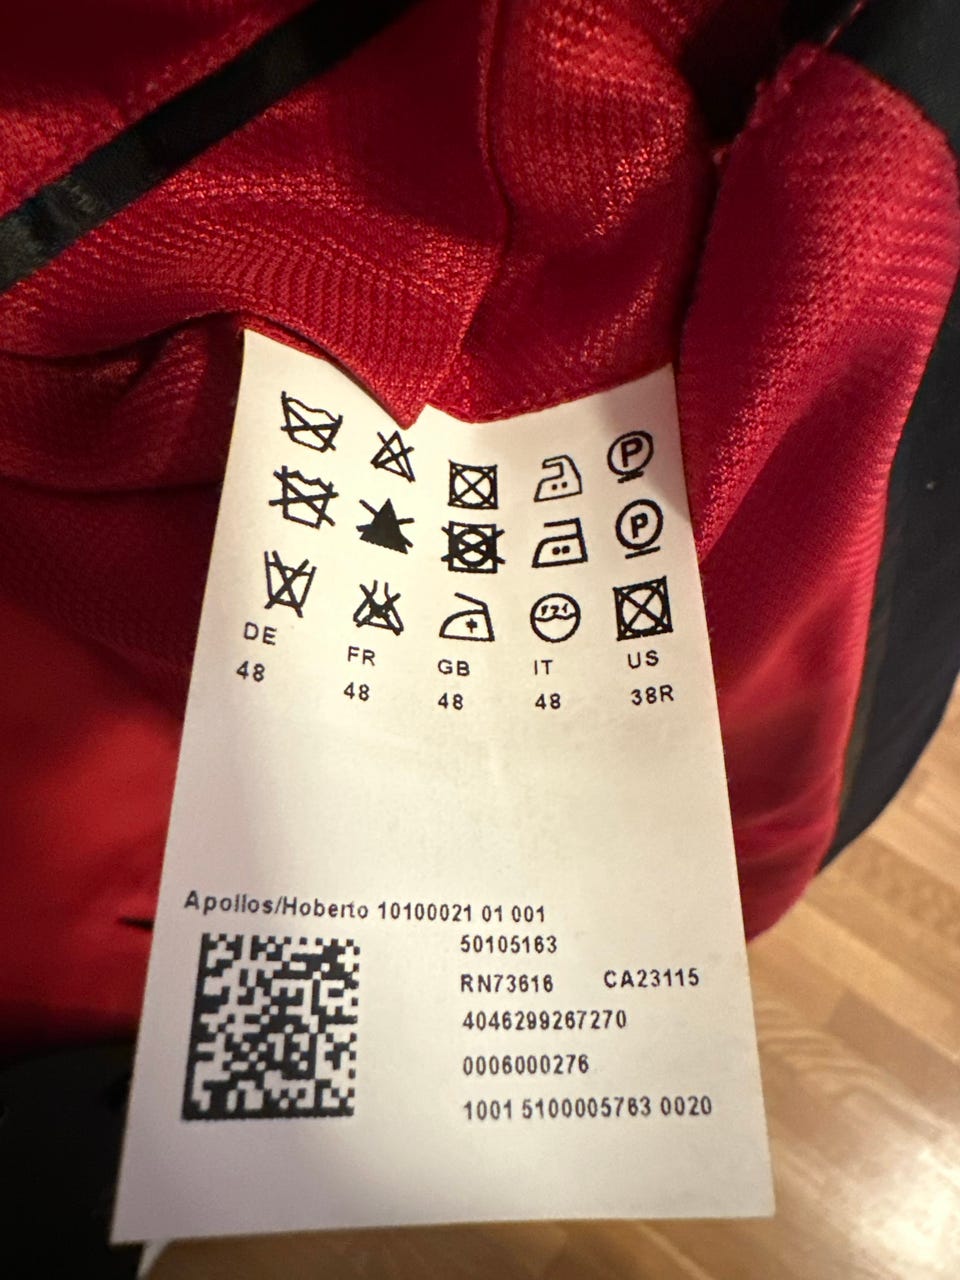 P
P
DE FR GB IT US
48 48 48 48 38R
Apollos/Hoberto 10100021 01 001
50105163
RN73616 CA23115
4046299267270
0006000276
1001 5100005763 0020